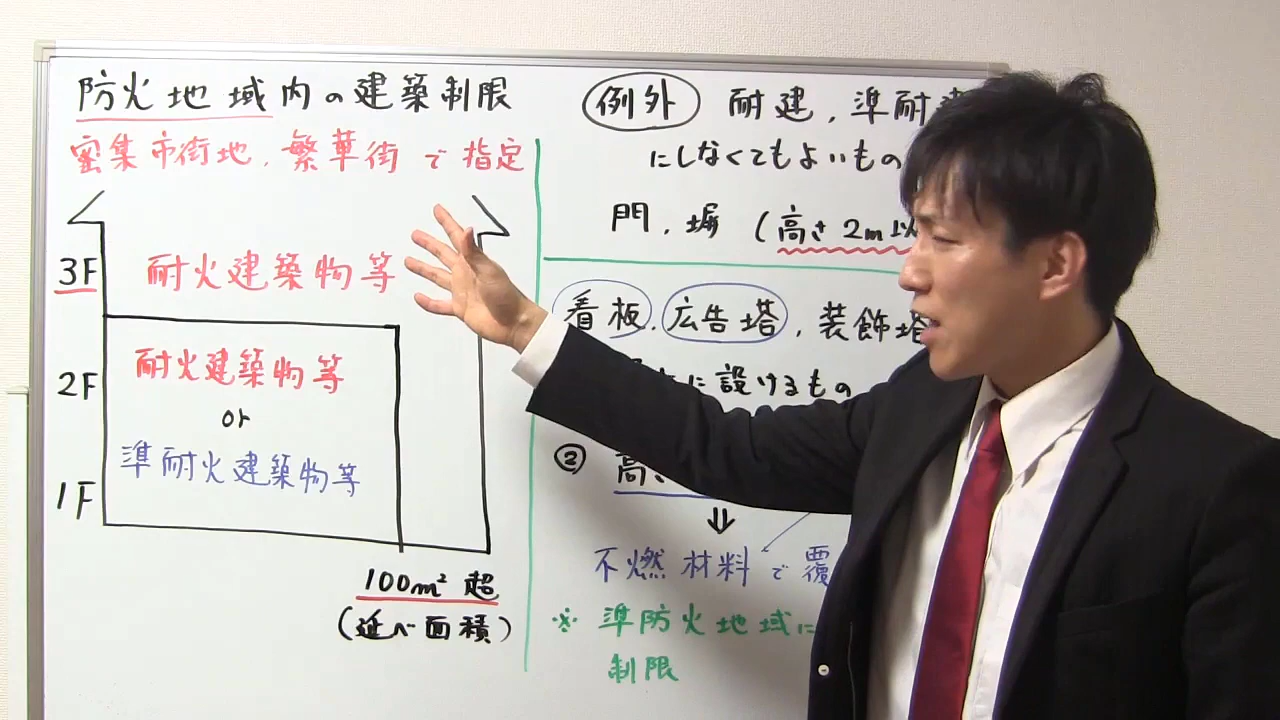 防火地域内の建築制限
密集市街地, 繁華街で指定
3F 耐火建築物等
2F 耐火建築物等
or
1F 準耐火建築物等
100m² 超
(延べ面積)
例外 耐建, 準耐
にしなくてもよいもの
門, 塀 (高さ 2m以
看板, 広告塔, 装飾塔
に設けるもの
② 高さ
⇓
不燃材料で覆
※ 準防火地域に
制限